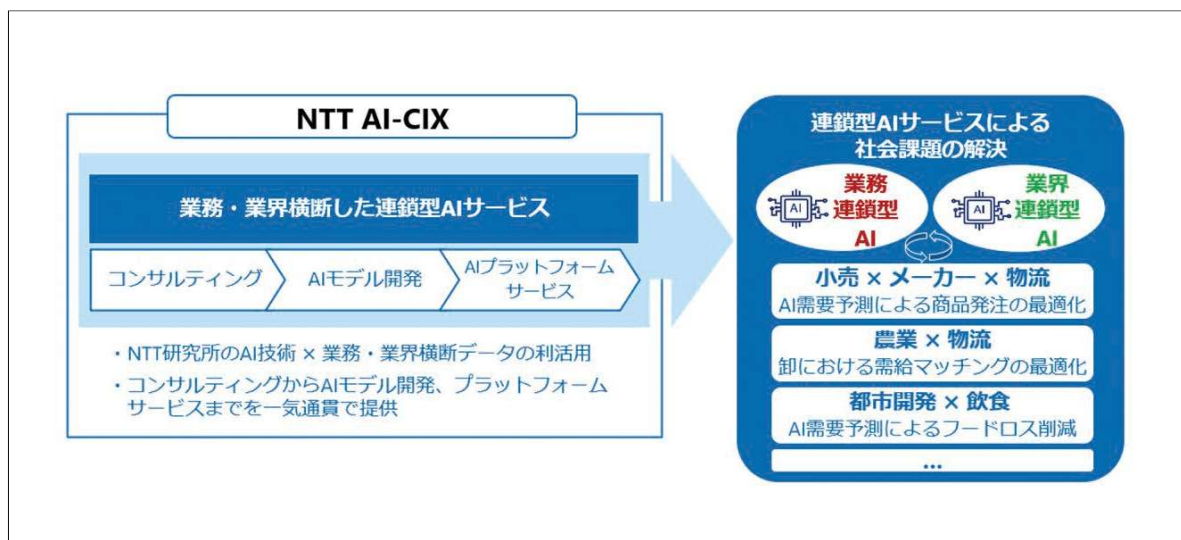 NTT AI-CIX
業務・業界横断した連鎖型AIサービス
コンサルティング
AIモデル開発
AIプラットフォーム
サービス
・NTT研究所のAI技術 × 業務・業界横断データの利活用
・コンサルティングからAIモデル開発、プラットフォーム
サービスまでを一気通貫で提供
連鎖型AIサービスによる
社会課題の解決
AI
業務
連鎖型
AI
AI
業界
連鎖型
AI
小売 × メーカー × 物流
AI需要予測による商品発注の最適化
農業 × 物流
卸における需給マッチングの最適化
都市開発 × 飲食
AI需要予測によるフードロス削減
…